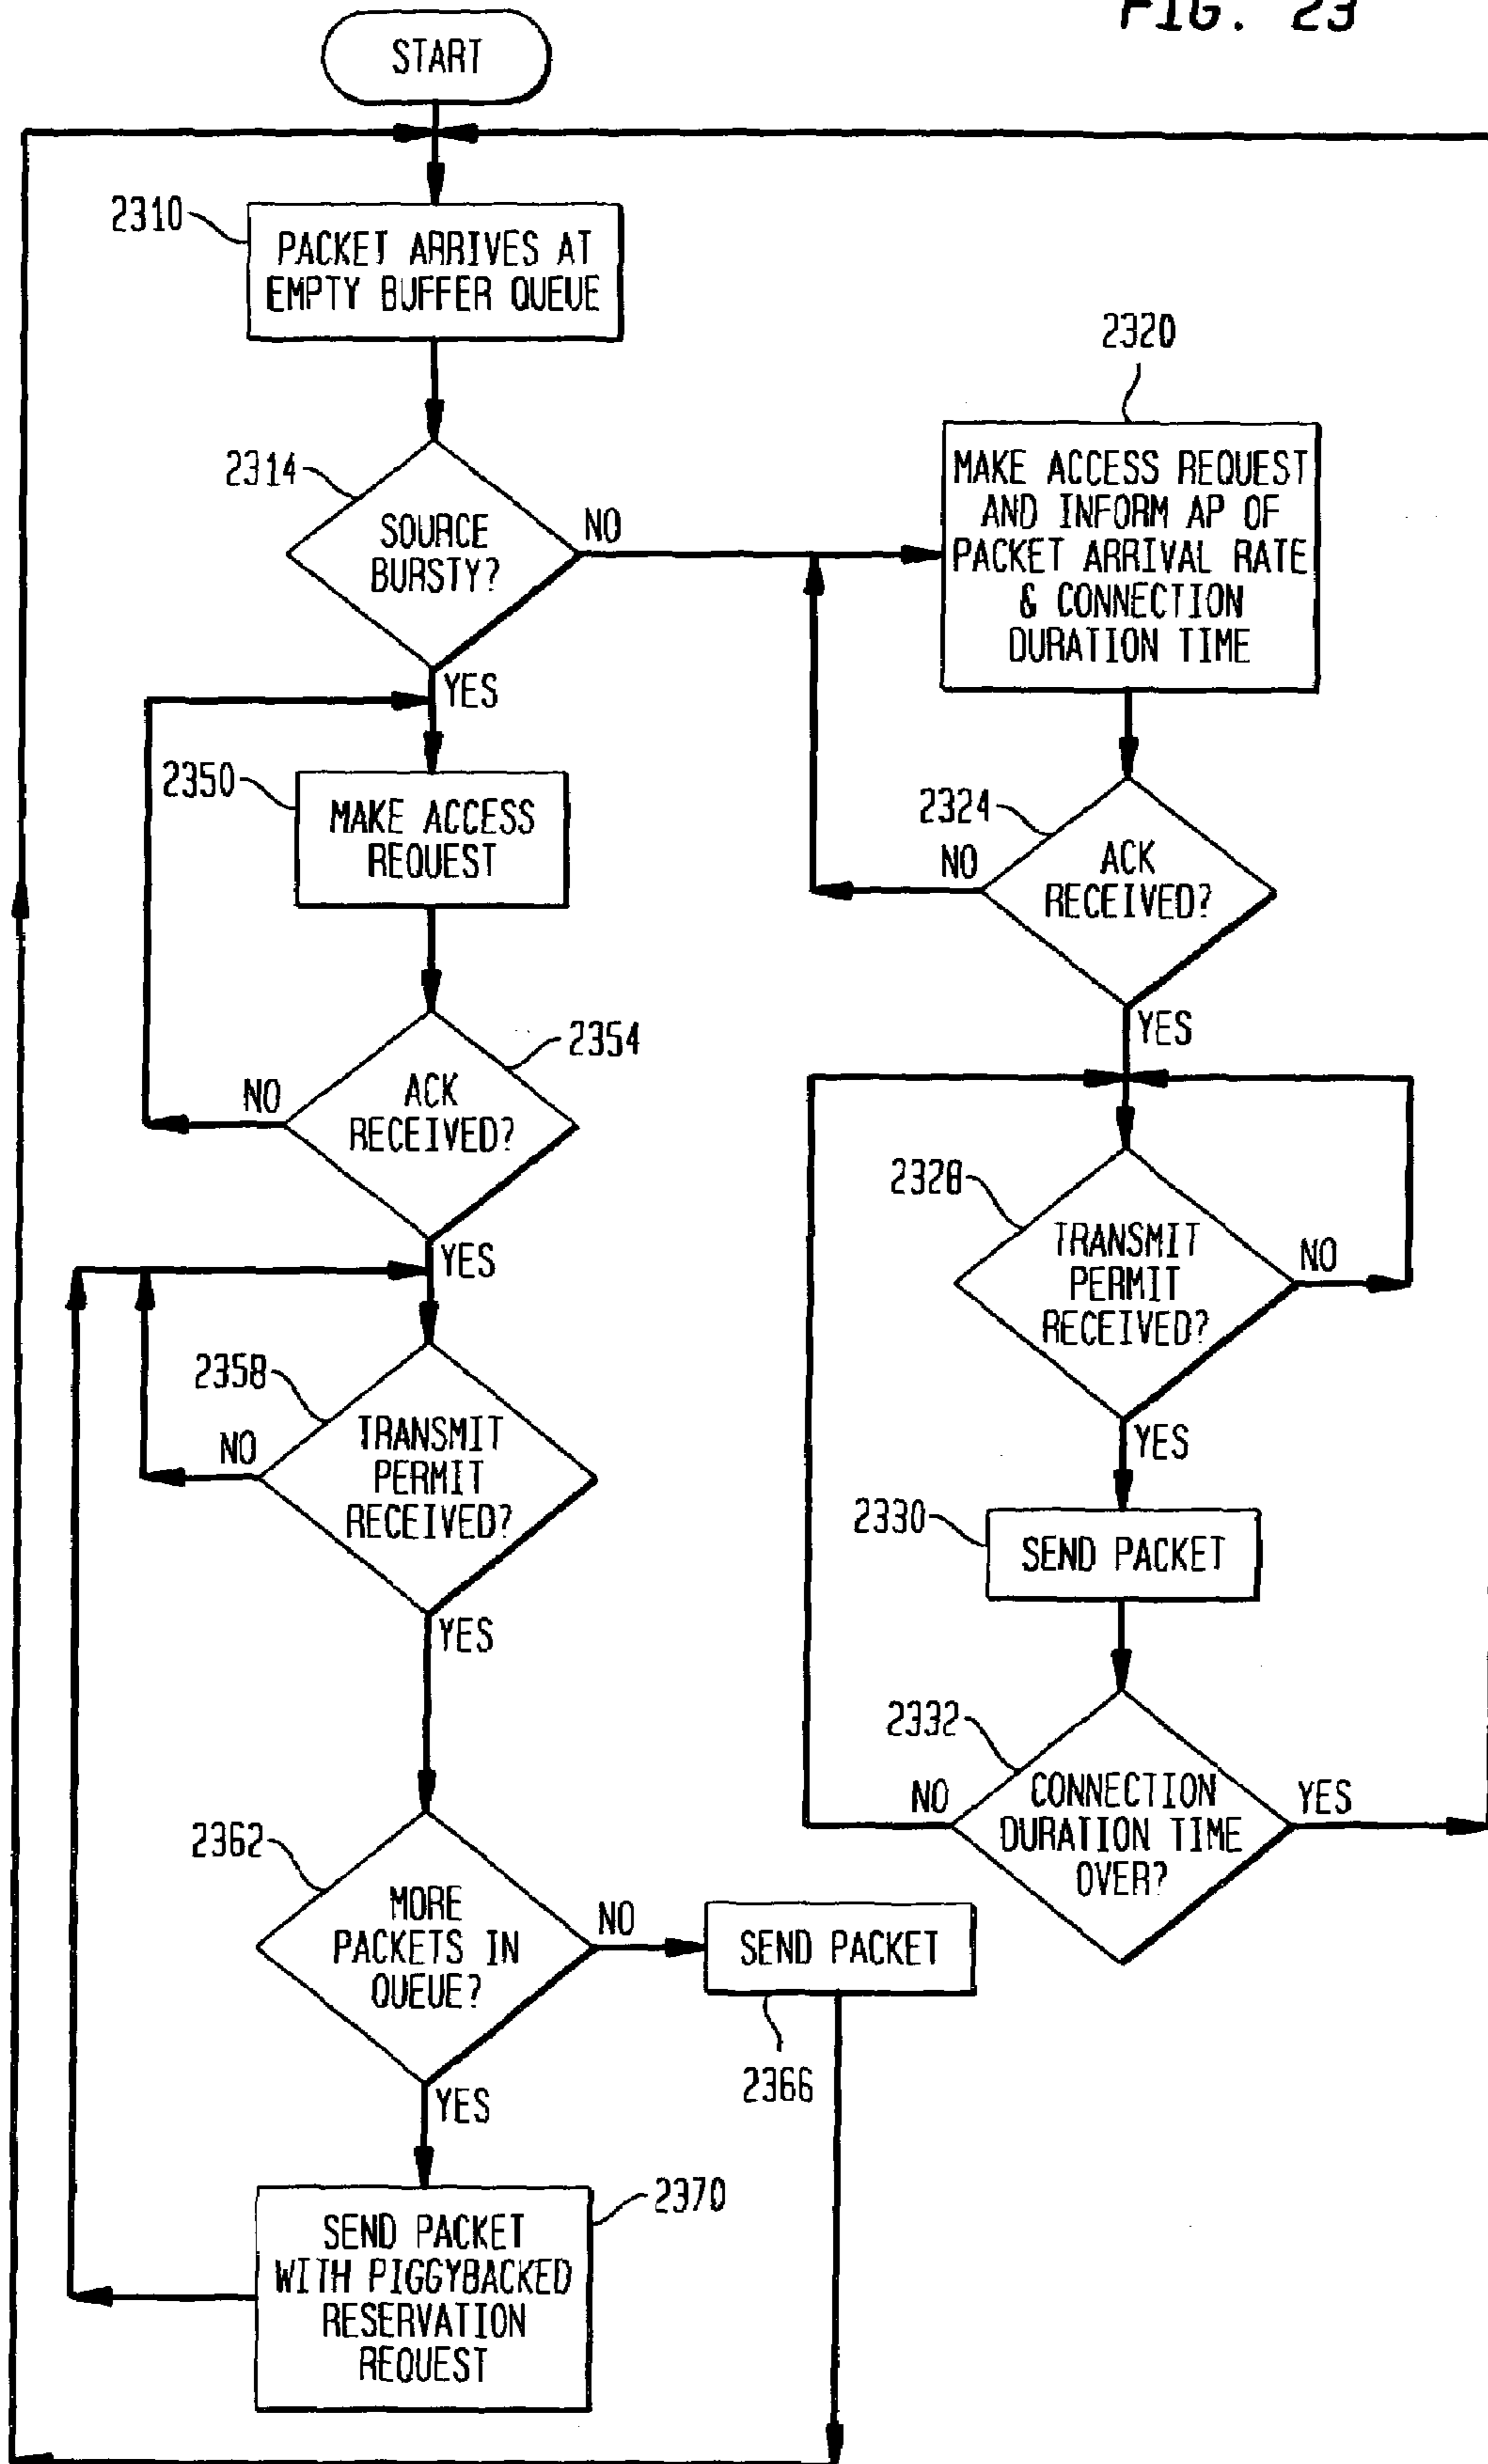 FIG. 23
START
2310
PACKET ARRIVES AT
EMPTY BUFFER QUEUE
2314
SOURCE
BURSTY?
NO
YES
2320
MAKE ACCESS REQUEST
AND INFORM AP OF
PACKET ARRIVAL RATE
& CONNECTION
DURATION TIME
2350
MAKE ACCESS
REQUEST
2324
ACK
RECEIVED?
NO
YES
2354
ACK
RECEIVED?
NO
YES
2328
TRANSMIT
PERMIT
RECEIVED?
NO
YES
2358
TRANSMIT
PERMIT
RECEIVED?
NO
YES
2330
SEND PACKET
2332
CONNECTION
DURATION TIME
OVER?
NO
YES
2362
MORE
PACKETS IN
QUEUE?
NO
YES
SEND PACKET
2366
2370
SEND PACKET
WITH PIGGYBACKED
RESERVATION
REQUEST